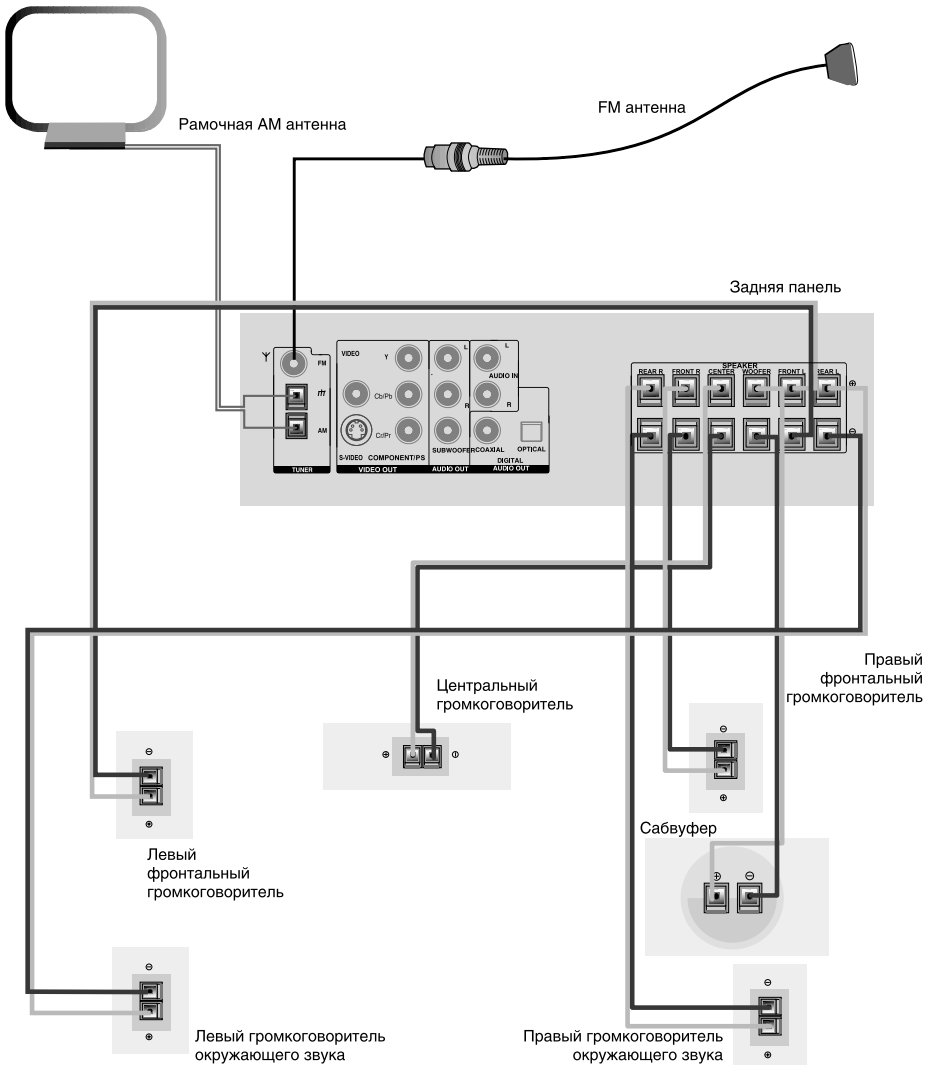 Рамочная AM антенна
FM антенна
Задняя панель
FM
AM
TUNER
VIDEO
Y
Cb/Pb
Cr/Pr
S-VIDEO COMPONENT/PS
VIDEO OUT
L
R
SUBWOOFER
AUDIO OUT
L
AUDIO IN
R
COAXIAL
OPTICAL
DIGITAL
AUDIO OUT
SPEAKER
REAR R FRONT R CENTER WOOFER FRONT L REAR L
Правый
фронтальный
громкоговоритель
Центральный
громкоговоритель
Сабвуфер
Левый
фронтальный
громкоговоритель
Левый громкоговоритель
окружающего звука
Правый громкоговоритель
окружающего звука